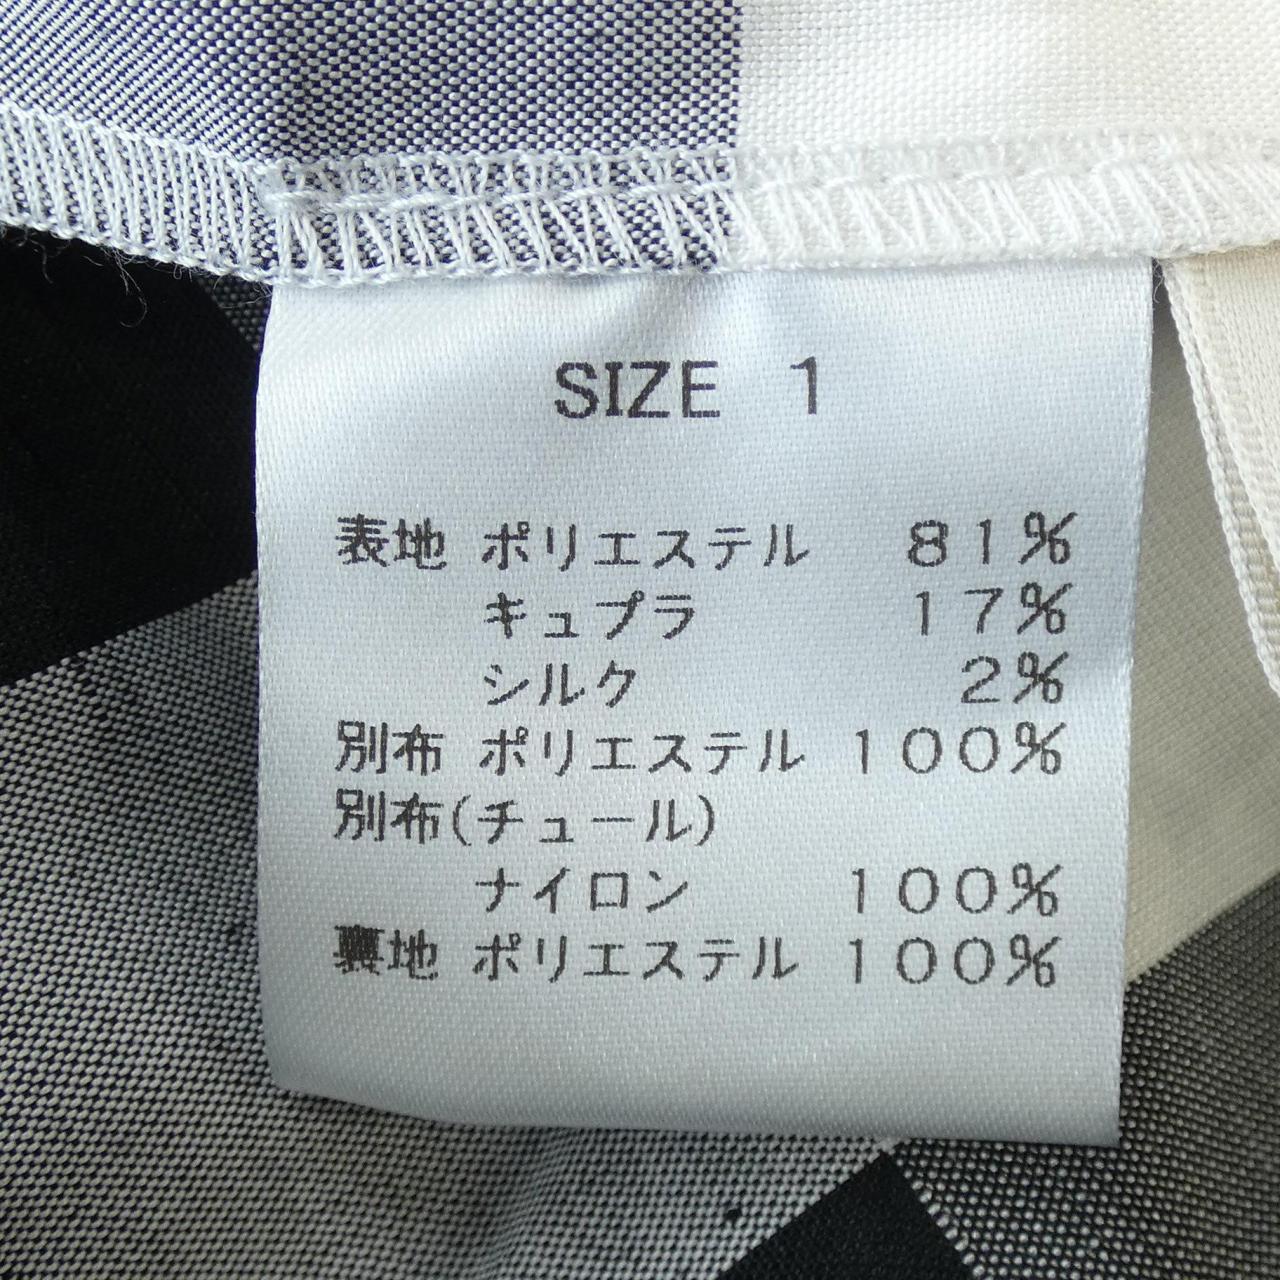 SIZE 1
表地 ポリエステル 81%
キュプラ 17%
シルク 2%
別布 ポリエステル 100%
別布(チュール)
ナイロン 100%
裏地 ポリエステル 100%